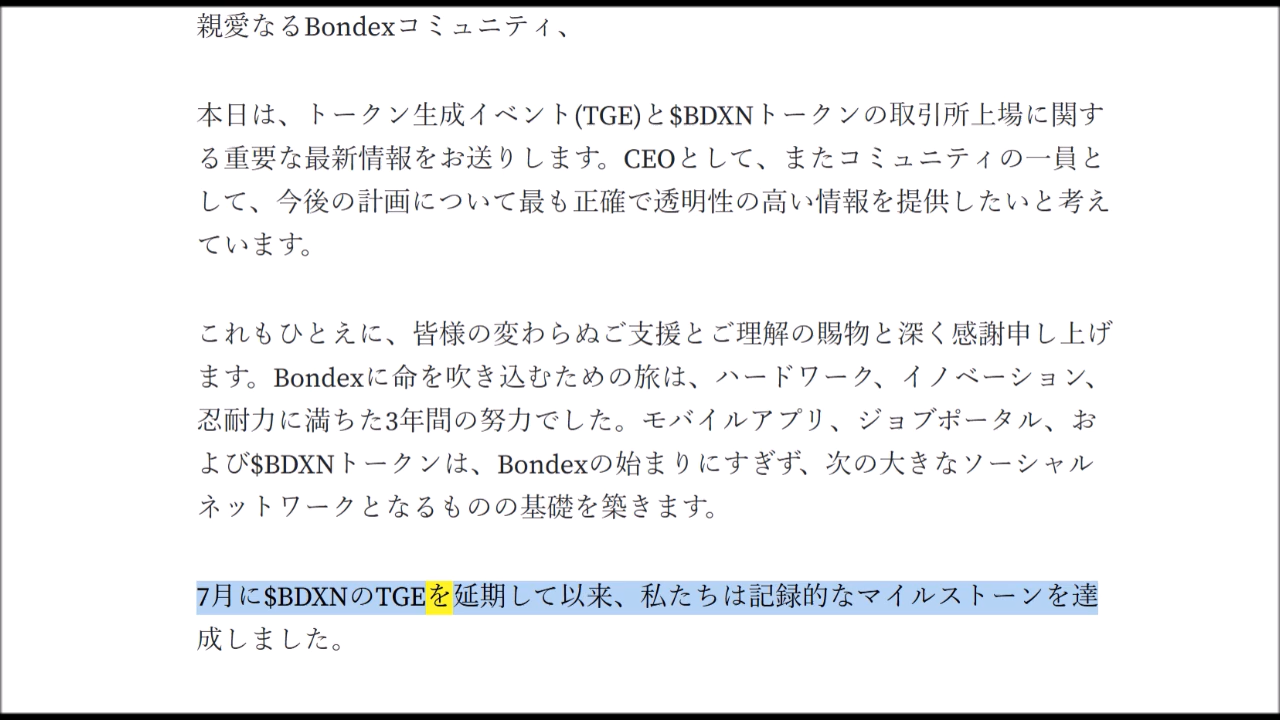 親愛なるBondexコミュニティ、
本日は、トークン生成イベント(TGE)と$BDXNトークンの取引所上場に関す
る重要な最新情報をお送りします。CEOとして、またコミュニティの一員と
して、今後の計画について最も正確で透明性の高い情報を提供したいと考え
ています。
これもひとえに、皆様の変わらぬご支援とご理解の賜物と深く感謝申し上げ
ます。Bondexに命を吹き込むための旅は、ハードワーク、イノベーション、
忍耐力に満ちた3年間の努力でした。モバイルアプリ、ジョブポータル、お
よび$BDXNトークンは、Bondexの始まりにすぎず、次の大きなソーシャル
ネットワークとなるものの基礎を築きます。
7月に$BDXNのTGEを延期して以来、私たちは記録的なマイルストーンを達
成しました。